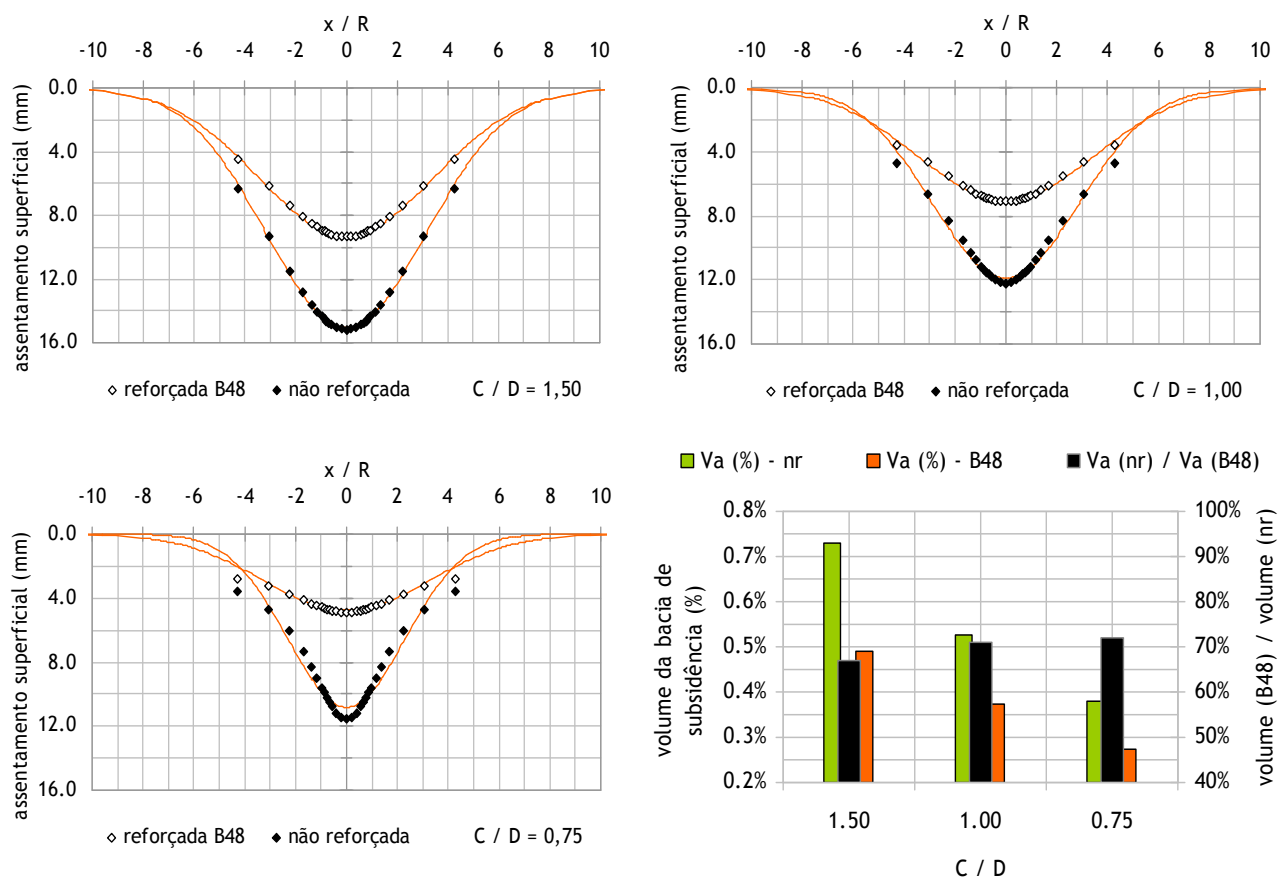 x / R
-10 -8 -6 -4 -2 0 2 4 6 8 10
0.0
4.0
8.0
12.0
16.0
assentamento superficial (mm)
reforçada B48 não reforçada C / D = 1,50
x / R
-10 -8 -6 -4 -2 0 2 4 6 8 10
0.0
4.0
8.0
12.0
16.0
assentamento superficial (mm)
reforçada B48 não reforçada C / D = 1,00
x / R
-10 -8 -6 -4 -2 0 2 4 6 8 10
0.0
4.0
8.0
12.0
16.0
assentamento superficial (mm)
reforçada B48 não reforçada C / D = 0,75
Va (%) - nr Va (%) - B48 Va (nr) / Va (B48)
0.8%
0.7%
0.6%
0.5%
0.4%
0.3%
0.2%
volume da bacia de
subsidência (%)
100%
90%
80%
70%
60%
50%
40%
volume (B48) / volume (nr)
1.50 1.00 0.75
C / D